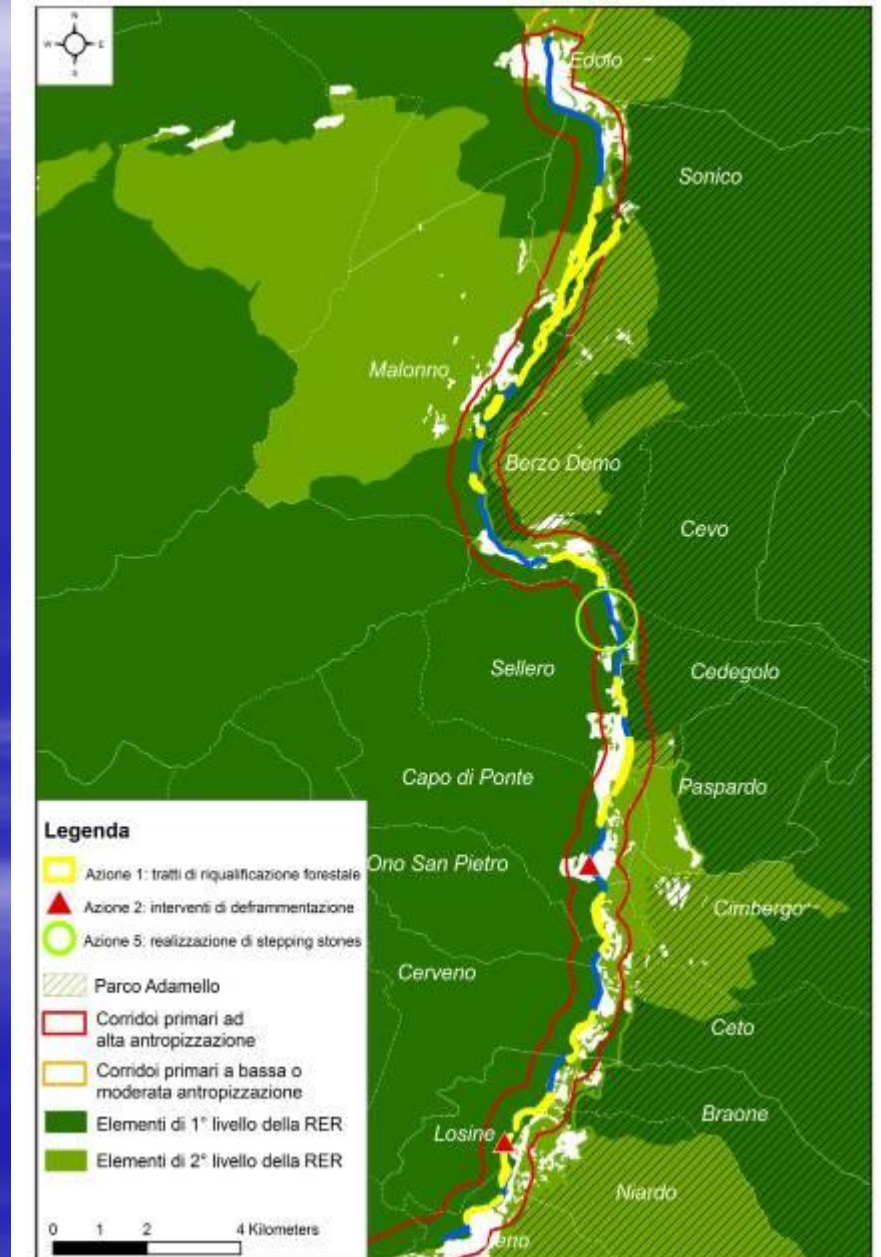 N
W E
S
Edolo
Sonico
Malonno
Berzo Demo
Cevo
Sellero
Cedegolo
Capo di Ponte
Paspardo
Ono San Pietro
Cimbergo
Cerveno
Ceto
Braone
Losine
Niardo
eno
Legenda
Azione 1: tratti di riqualificazione forestale
Azione 2: interventi di deframmentazione
Azione 5: realizzazione di stepping stones
Parco Adamello
Corridoi primari ad
alta antropizzazione
Corridoi primari a bassa o
moderata antropizzazione
Elementi di 1° livello della RER
Elementi di 2° livello della RER
0 1 2 4 Kilometers